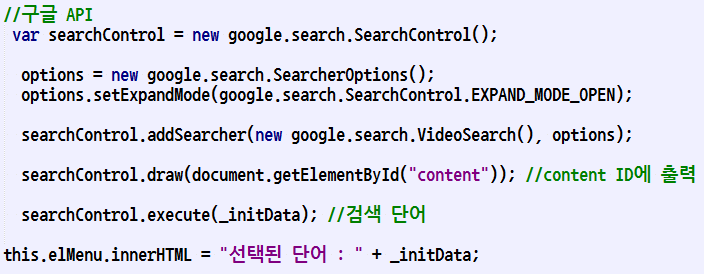 //구글 API
var searchControl = new google.search.SearchControl();
options = new google.search.SearcherOptions();
options.setExpandMode(google.search.SearchControl.EXPAND_MODE_OPEN);
searchControl.addSearcher(new google.search.VideoSearch(), options);
searchControl.draw(document.getElementById("content")); //content ID에 출력
searchControl.execute(_initData); //검색 단어
this.elMenu.innerHTML = "선택된 단어 : " + _initData;